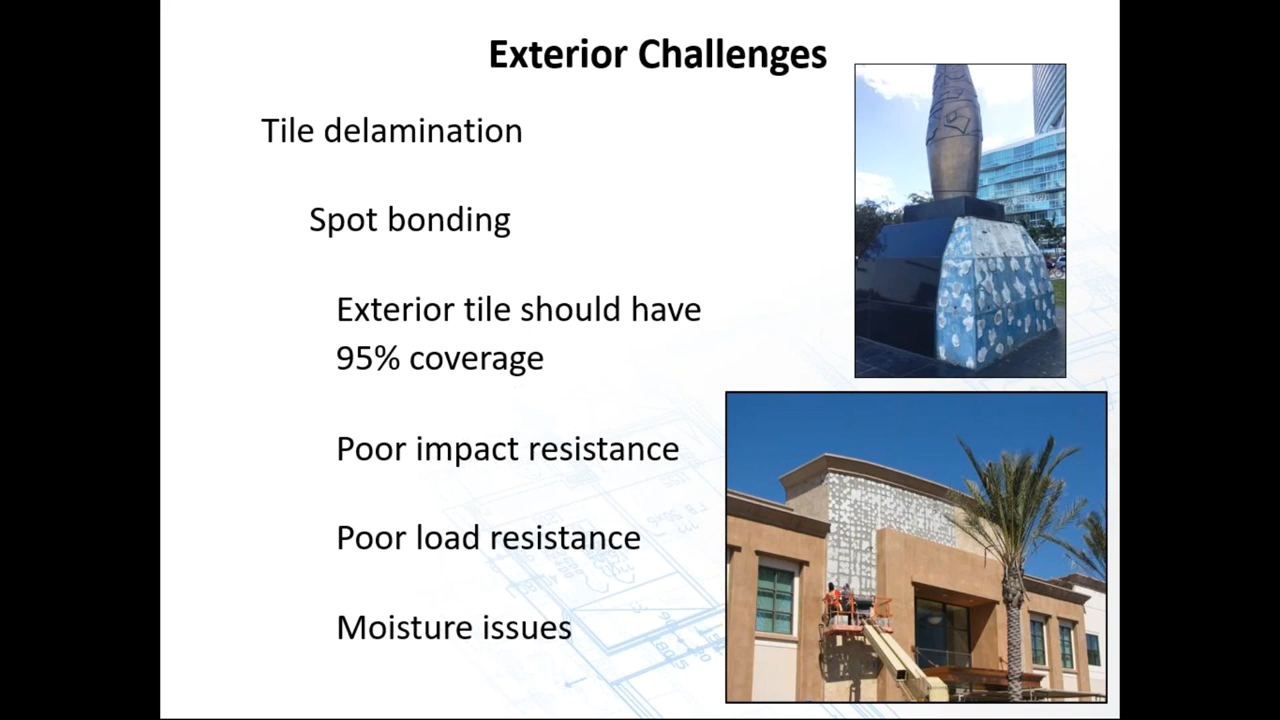 Exterior Challenges
Tile delamination
Spot bonding
Exterior tile should have
95% coverage
Poor impact resistance
Poor load resistance
Moisture issues